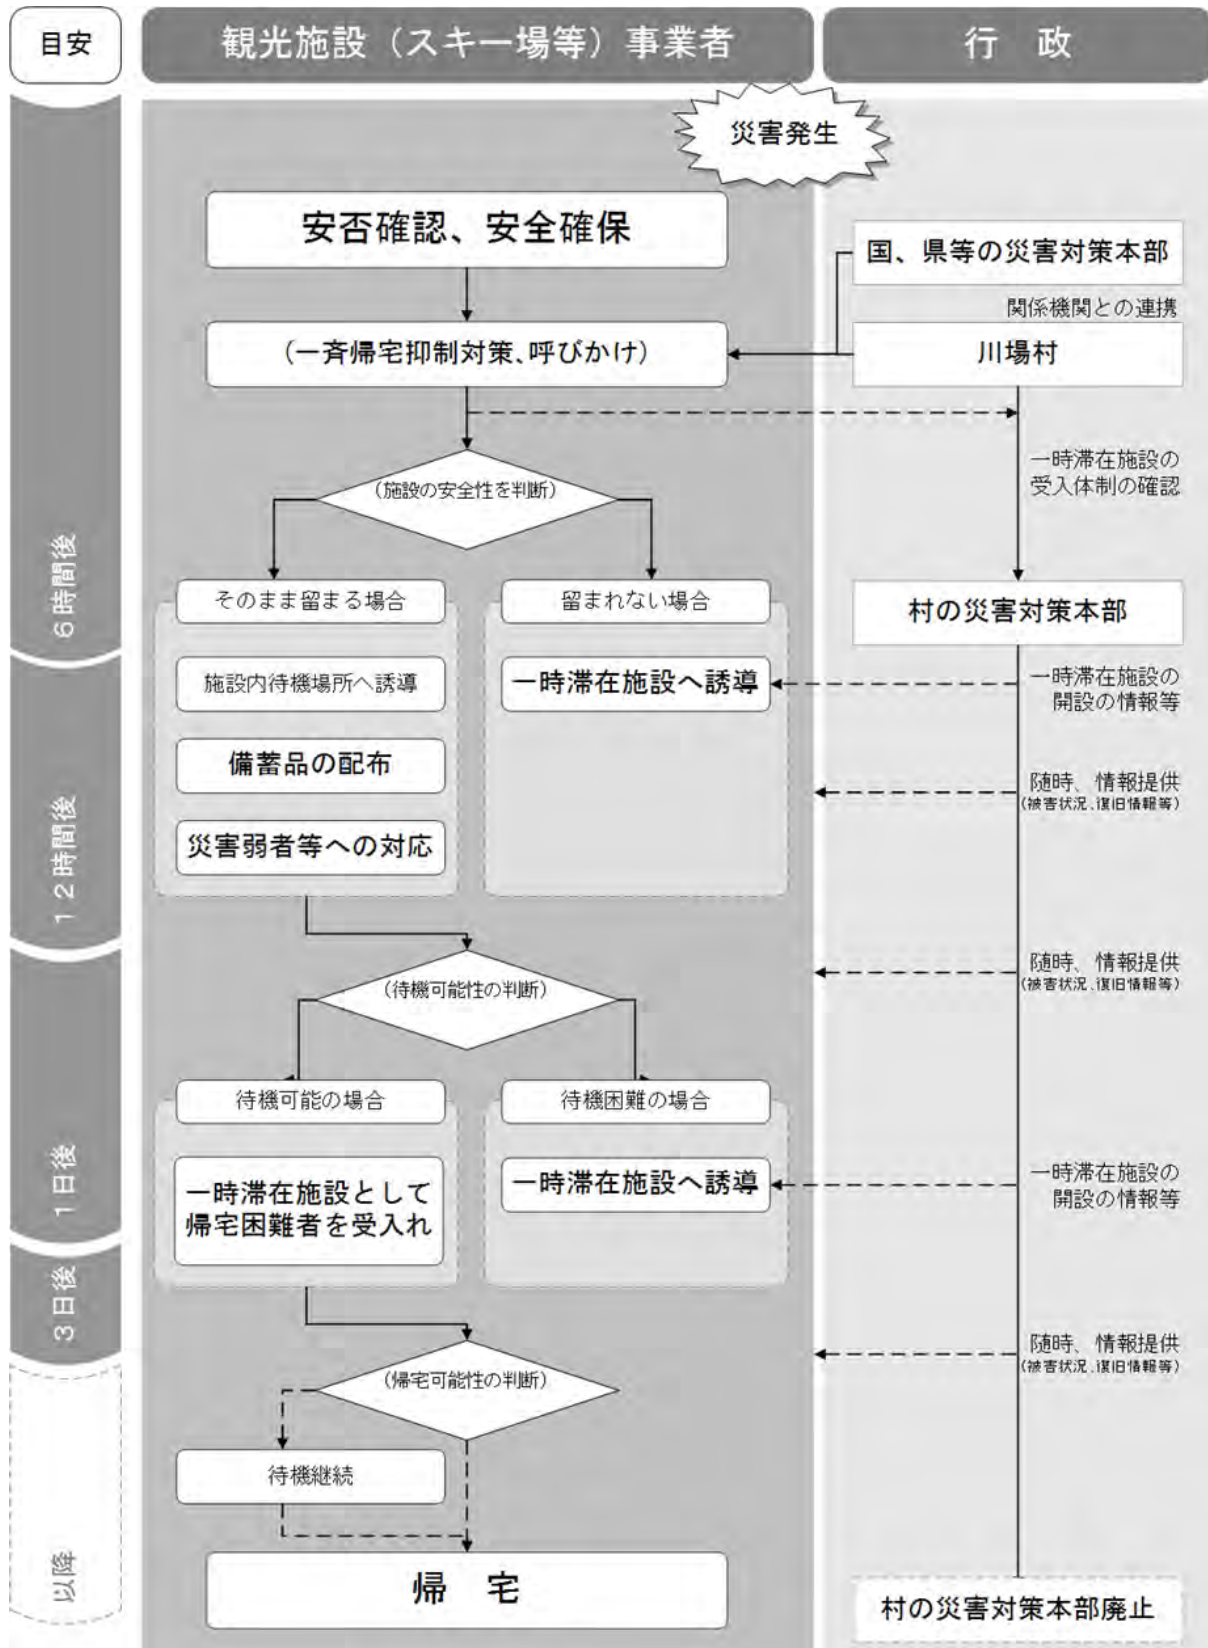 目安
観光施設（スキー場等）事業者
行　政
災害発生
安否確認、安全確保
国、県等の災害対策本部
関係機関との連携
（一斉帰宅抑制対策、呼びかけ）
川場村
（施設の安全性を判断）
一時滞在施設の
受入体制の確認
６時間後
そのまま留まる場合
留まれない場合
村の災害対策本部
施設内待機場所へ誘導
一時滞在施設へ誘導
一時滞在施設の
開設の情報等
備蓄品の配布
随時、情報提供
（被害状況、復旧情報等）
災害弱者等への対応
１２時間後
（待機可能性の判断）
随時、情報提供
（被害状況、復旧情報等）
待機可能の場合
待機困難の場合
１日後
一時滞在施設として
帰宅困難者を受入れ
一時滞在施設へ誘導
一時滞在施設の
開設の情報等
３日後
（帰宅可能性の判断）
随時、情報提供
（被害状況、復旧情報等）
待機継続
以降
帰　宅
村の災害対策本部廃止